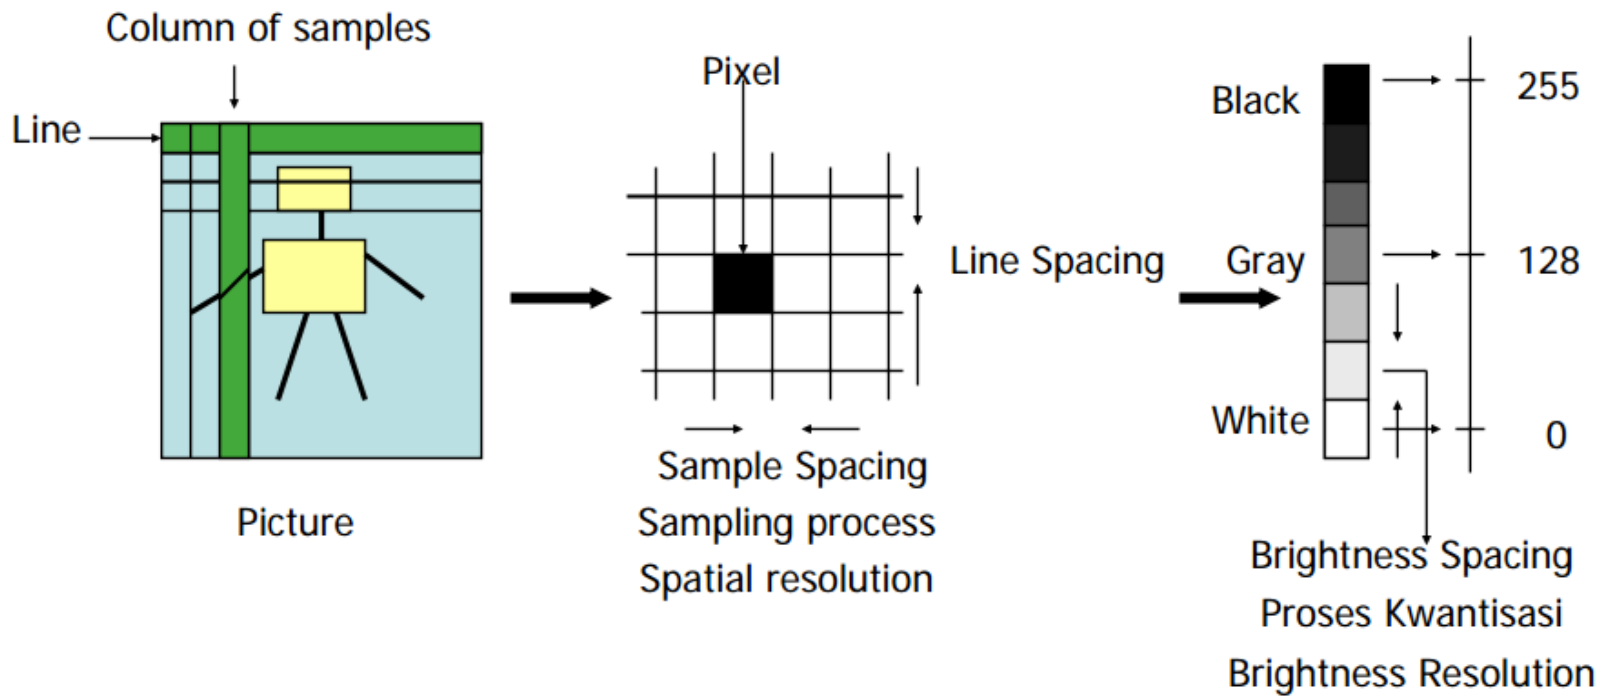 Column of samples
Line
Picture
Pixel
Line Spacing
Sample Spacing
Sampling process
Spatial resolution
Black
255
Gray
128
White
0
Brightness Spacing
Proses Kwantisasi
Brightness Resolution